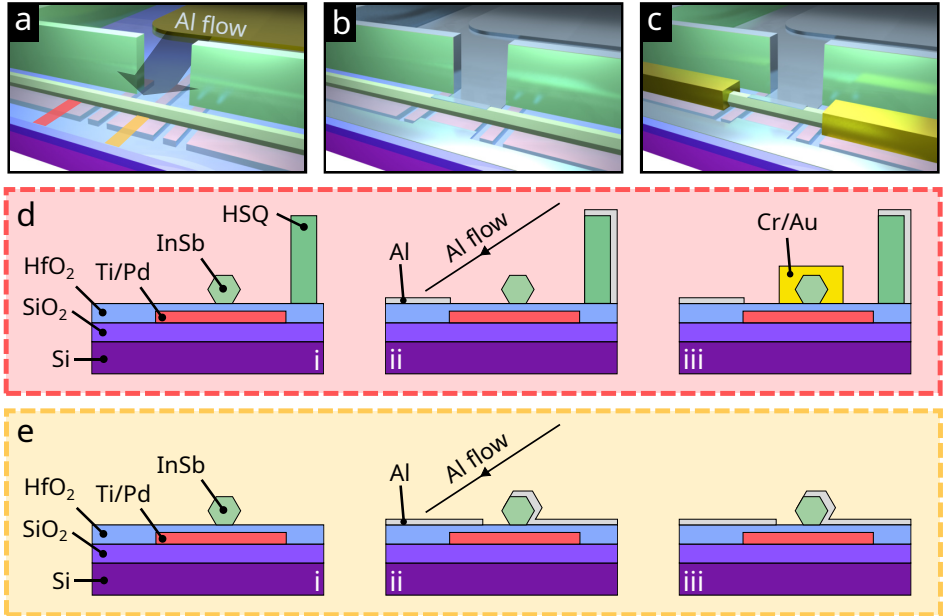 a
Al flow
b
c
d
HSQ
InSb
Ti/Pd
HfO₂
SiO₂
Si
i
Al flow
Al
ii
Cr/Au
iii
e
InSb
Ti/Pd
HfO₂
SiO₂
Si
i
Al flow
Al
ii
iii